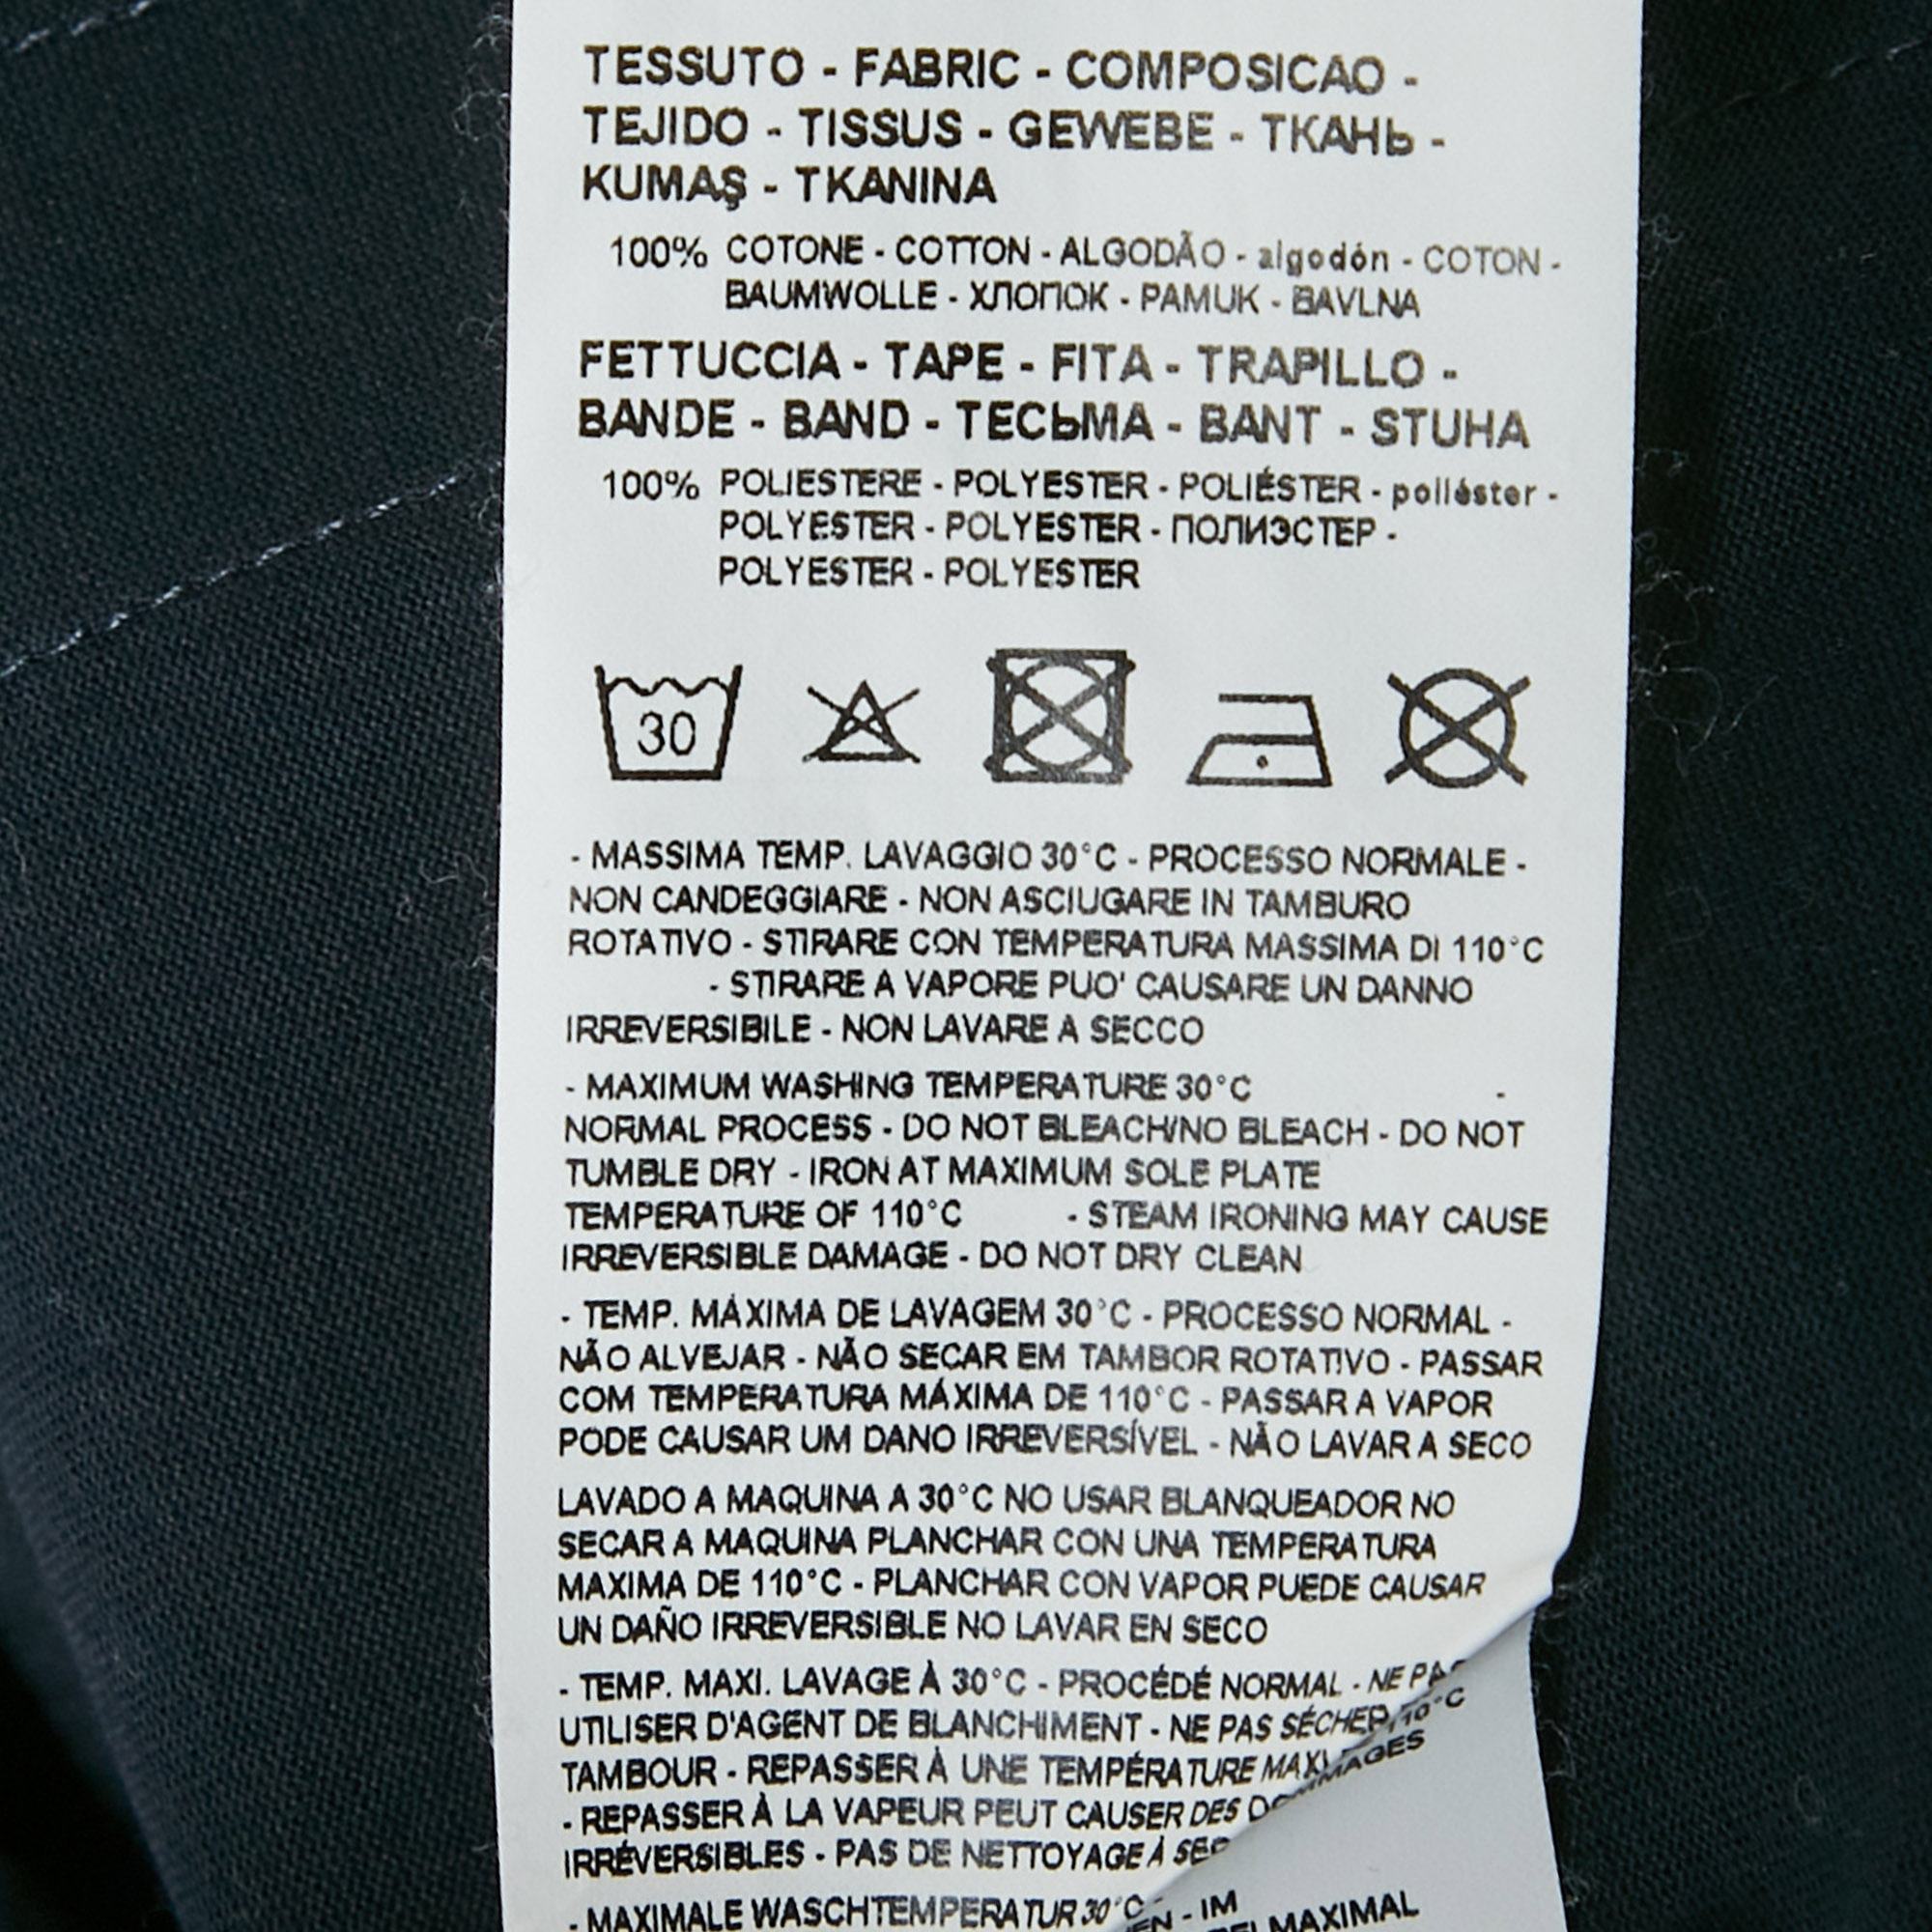 TESSUTO - FABRIC - COMPOSICAO -
TEJIDO - TISSUS - GEWEBE - ТКАНЬ -
KUMAŞ - TKANINA
100% COTONE - COTTON - ALGODÃO - algodón - COTON -
BAUMWOLLE - ХЛОПОК - PAMUK - BAVLNA
FETTUCCIA - TAPE - FITA - TRAPILLO -
BANDE - BAND - ТЕСЬМА - BANT - STUHA
100% POLIESTERE - POLYESTER - POLIÉSTER - poliéster -
POLYESTER - POLYESTER - ПОЛИЭСТЕР -
POLYESTER - POLYESTER
30
- MASSIMA TEMP. LAVAGGIO 30°C - PROCESSO NORMALE -
NON CANDEGGIARE - NON ASCIUGARE IN TAMBURO
ROTATIVO - STIRARE CON TEMPERATURA MASSIMA DI 110°C
- STIRARE A VAPORE PUO' CAUSARE UN DANNO
IRREVERSIBILE - NON LAVARE A SECCO
- MAXIMUM WASHING TEMPERATURE 30°C -
NORMAL PROCESS - DO NOT BLEACH/NO BLEACH - DO NOT
TUMBLE DRY - IRON AT MAXIMUM SOLE PLATE
TEMPERATURE OF 110°C - STEAM IRONING MAY CAUSE
IRREVERSIBLE DAMAGE - DO NOT DRY CLEAN
- TEMP. MÁXIMA DE LAVAGEM 30°C - PROCESSO NORMAL -
NÃO ALVEJAR - NÃO SECAR EM TAMBOR ROTATIVO - PASSAR
COM TEMPERATURA MÁXIMA DE 110°C - PASSAR A VAPOR
PODE CAUSAR UM DANO IRREVERSÍVEL - NÃO LAVAR A SECO
LAVADO A MAQUINA A 30°C NO USAR BLANQUEADOR NO
SECAR A MAQUINA PLANCHAR CON UNA TEMPERATURA
MAXIMA DE 110°C - PLANCHAR CON VAPOR PUEDE CAUSAR
UN DAÑO IRREVERSIBLE NO LAVAR EN SECO
- TEMP. MAXI. LAVAGE À 30°C - PROCÉDÉ NORMAL - NE
UTILISER D'AGENT DE BLANCHIMENT - NE PAS SÉCHER
TAMBOUR - REPASSER À UNE TEMPÉRATURE
- REPASSER À LA VAPEUR PEUT CAUSER DES
IRRÉVERSIBLES - PAS DE NETTOYAGE À
- MAXIMALE WASCHTEMPERATUR 30°C - IM
MAXIMAL